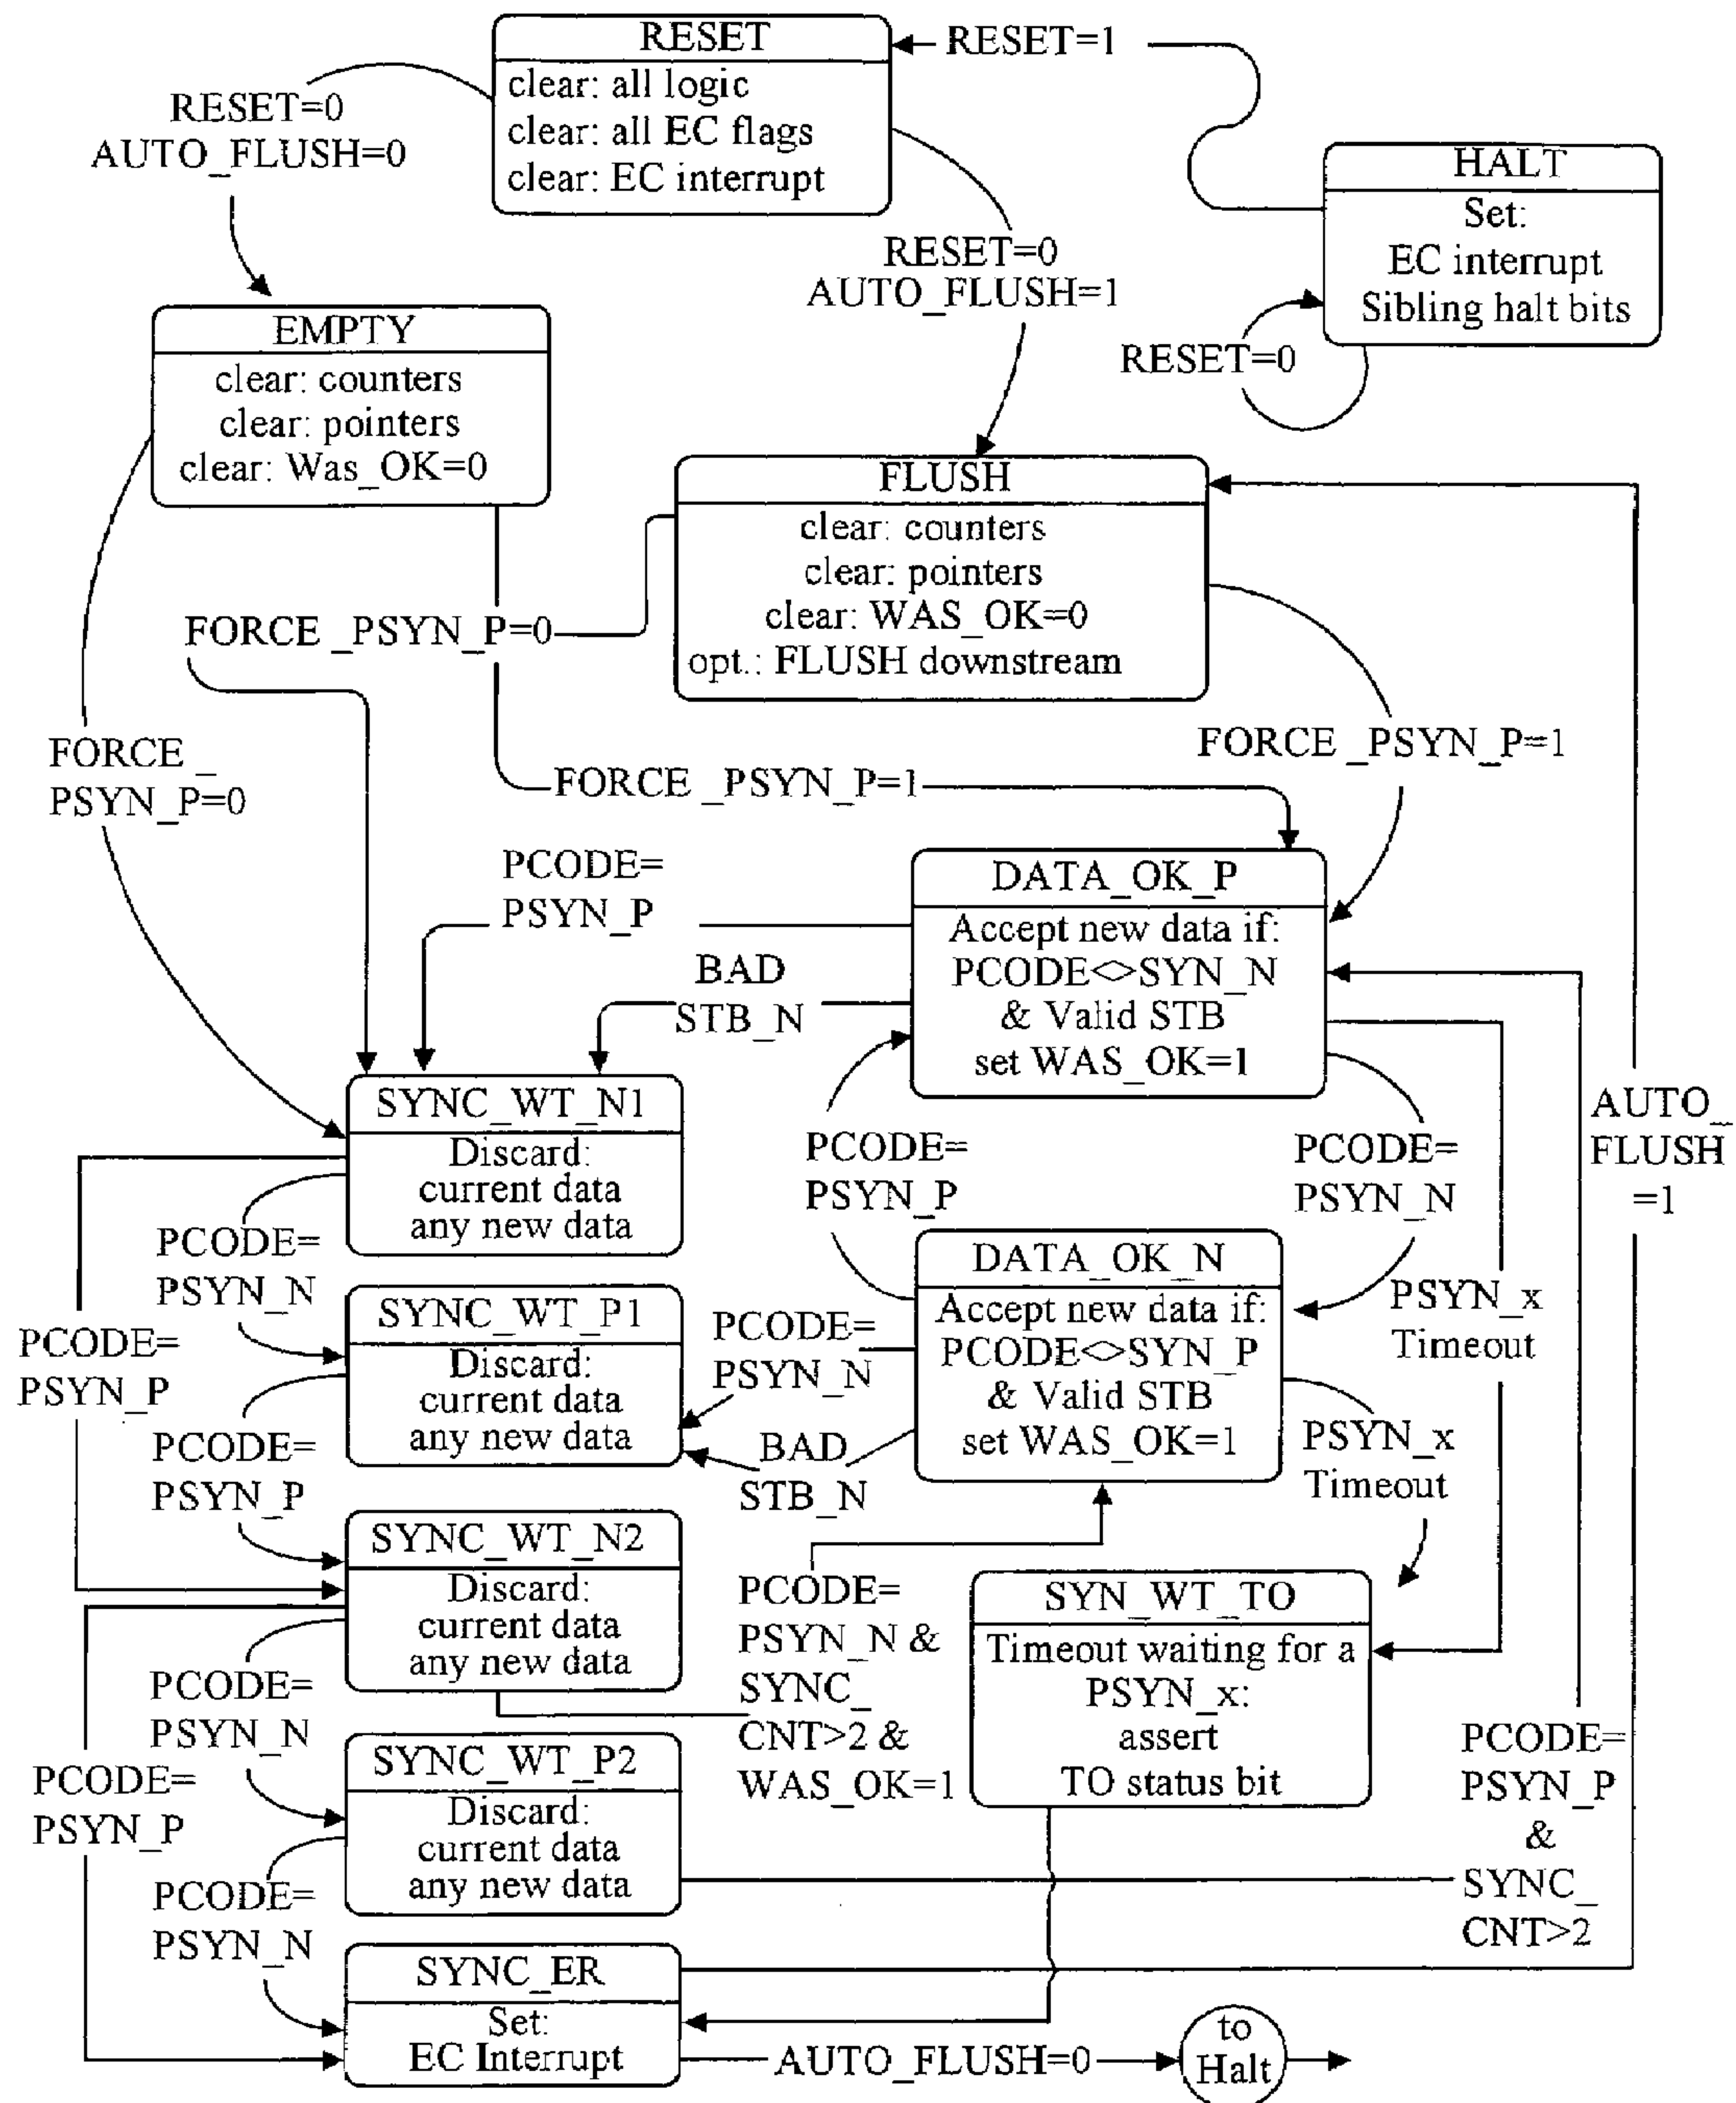 RESET
clear: all logic
clear: all EC flags
clear: EC interrupt
RESET=1
RESET=0
AUTO_FLUSH=0
RESET=0
AUTO_FLUSH=1
HALT
Set:
EC interrupt
Sibling halt bits
RESET=0
EMPTY
clear: counters
clear: pointers
clear: Was_OK=0
FLUSH
clear: counters
clear: pointers
clear: WAS_OK=0
opt.: FLUSH downstream
FORCE _PSYN_P=0
FORCE _
PSYN_P=0
FORCE _PSYN_P=1
FORCE _PSYN_P=1
PCODE=
PSYN_P
BAD
STB_N
DATA_OK_P
Accept new data if:
PCODE<>SYN_N
& Valid STB
set WAS_OK=1
SYNC_WT_N1
Discard:
current data
any new data
PCODE=
PSYN_P
PCODE=
PSYN_N
AUTO_
FLUSH
=1
PCODE=
PSYN_N
DATA_OK_N
Accept new data if:
PCODE<>SYN_P
& Valid STB
set WAS_OK=1
PSYN_x
Timeout
SYNC_WT_P1
Discard:
current data
any new data
PCODE=
PSYN_N
PCODE=
PSYN_P
PCODE=
PSYN_P
BAD
STB_N
PSYN_x
Timeout
SYNC_WT_N2
Discard:
current data
any new data
PCODE=
PSYN_N &
SYNC_
CNT>2 &
WAS_OK=1
SYN_WT_TO
Timeout waiting for a
PSYN_x:
assert
TO status bit
PCODE=
PSYN_N
PCODE=
PSYN_P
SYNC_WT_P2
Discard:
current data
any new data
PCODE=
PSYN_P
&
SYNC_
CNT>2
PCODE=
PSYN_N
SYNC_ER
Set:
EC Interrupt
AUTO_FLUSH=0
to
Halt